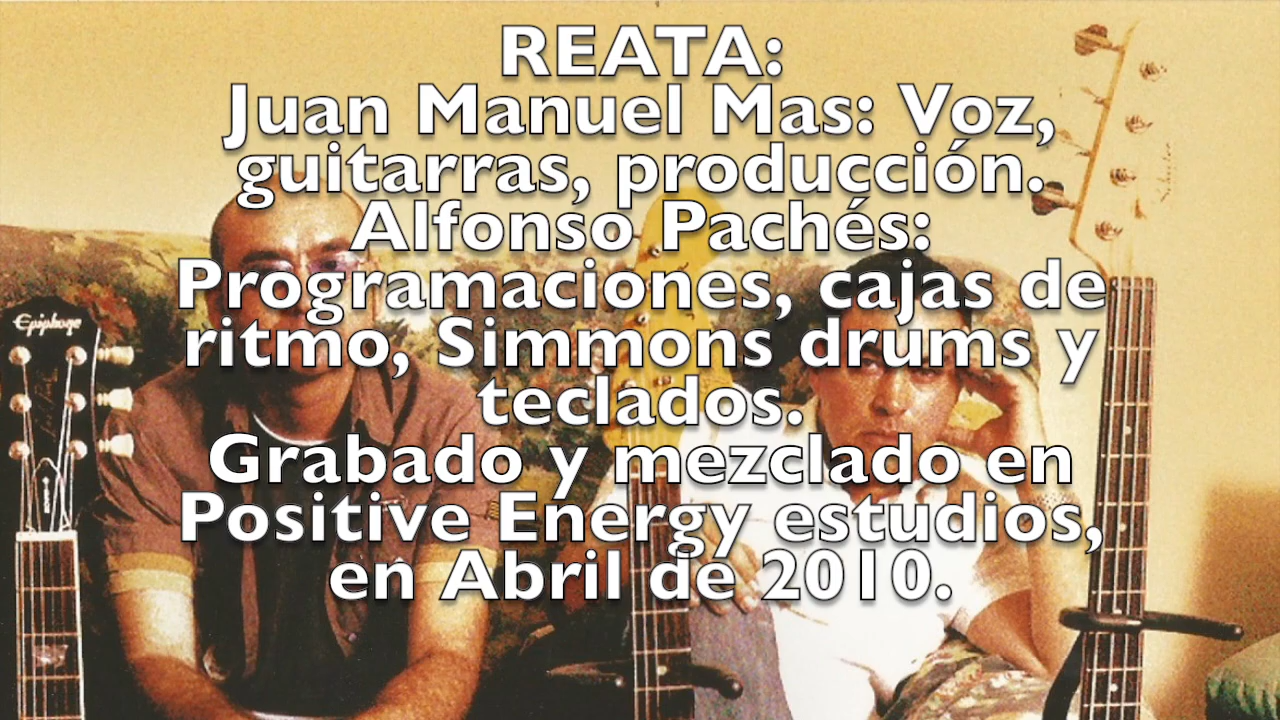 REATA:
Juan Manuel Mas: Voz,
guitarras, producción.
Alfonso Pachés:
Programaciones, cajas de
ritmo, Simmons drums y
teclados.
Grabado y mezclado en
Positive Energy estudios,
en Abril de 2010.
Epiphone